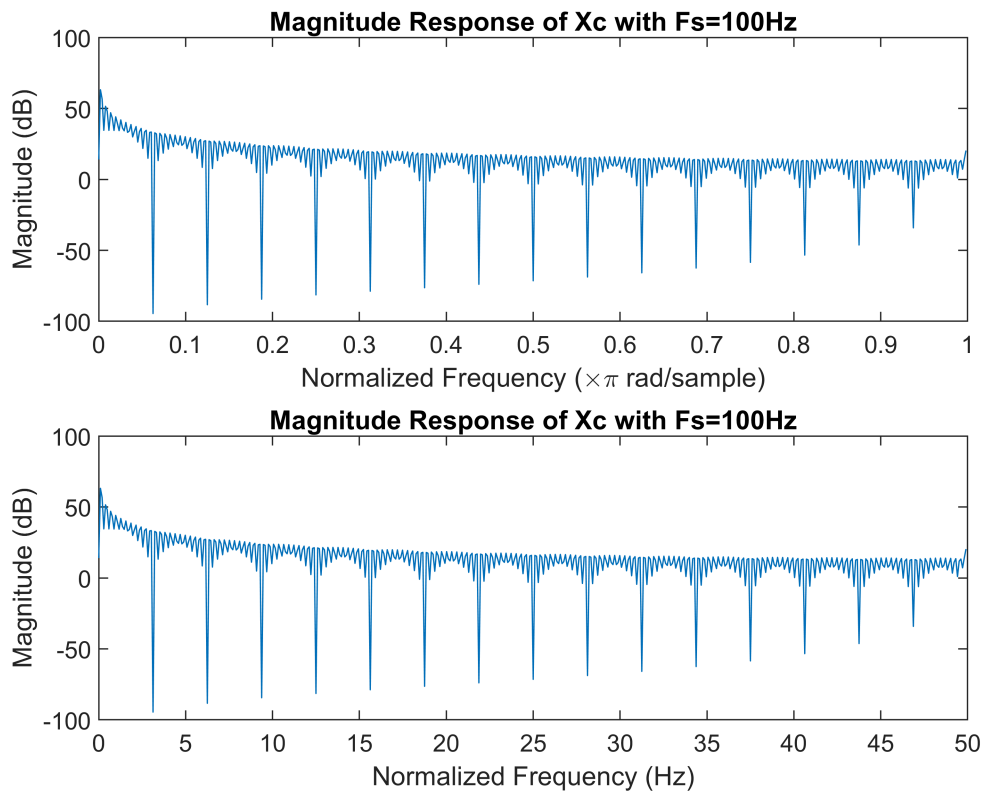 Magnitude Response of Xc with Fs=100Hz
100
50
0
-50
-100
Magnitude (dB)
0 0.1 0.2 0.3 0.4 0.5 0.6 0.7 0.8 0.9 1
Normalized Frequency (×π rad/sample)
Magnitude Response of Xc with Fs=100Hz
100
50
0
-50
-100
Magnitude (dB)
0 5 10 15 20 25 30 35 40 45 50
Normalized Frequency (Hz)